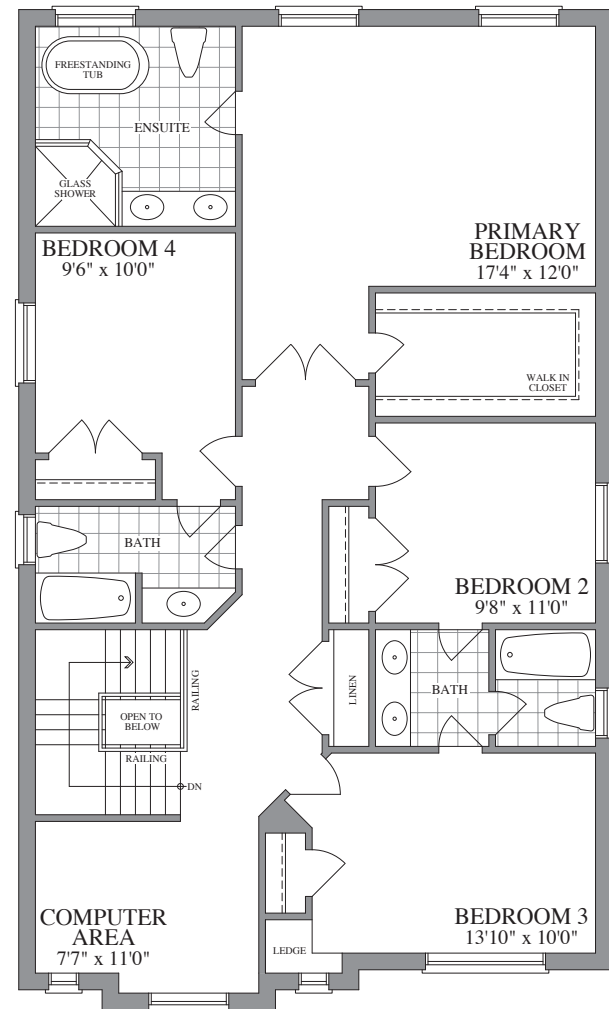 FREESTANDING
TUB
ENSUITE
GLASS
SHOWER
PRIMARY
BEDROOM
17'4" x 12'0"
BEDROOM 4
9'6" x 10'0"
WALK IN
CLOSET
BATH
BEDROOM 2
9'8" x 11'0"
RAILING
LINEN
BATH
OPEN TO
BELOW
RAILING
DN
COMPUTER
AREA
7'7" x 11'0"
BEDROOM 3
13'10" x 10'0"
LEDGE